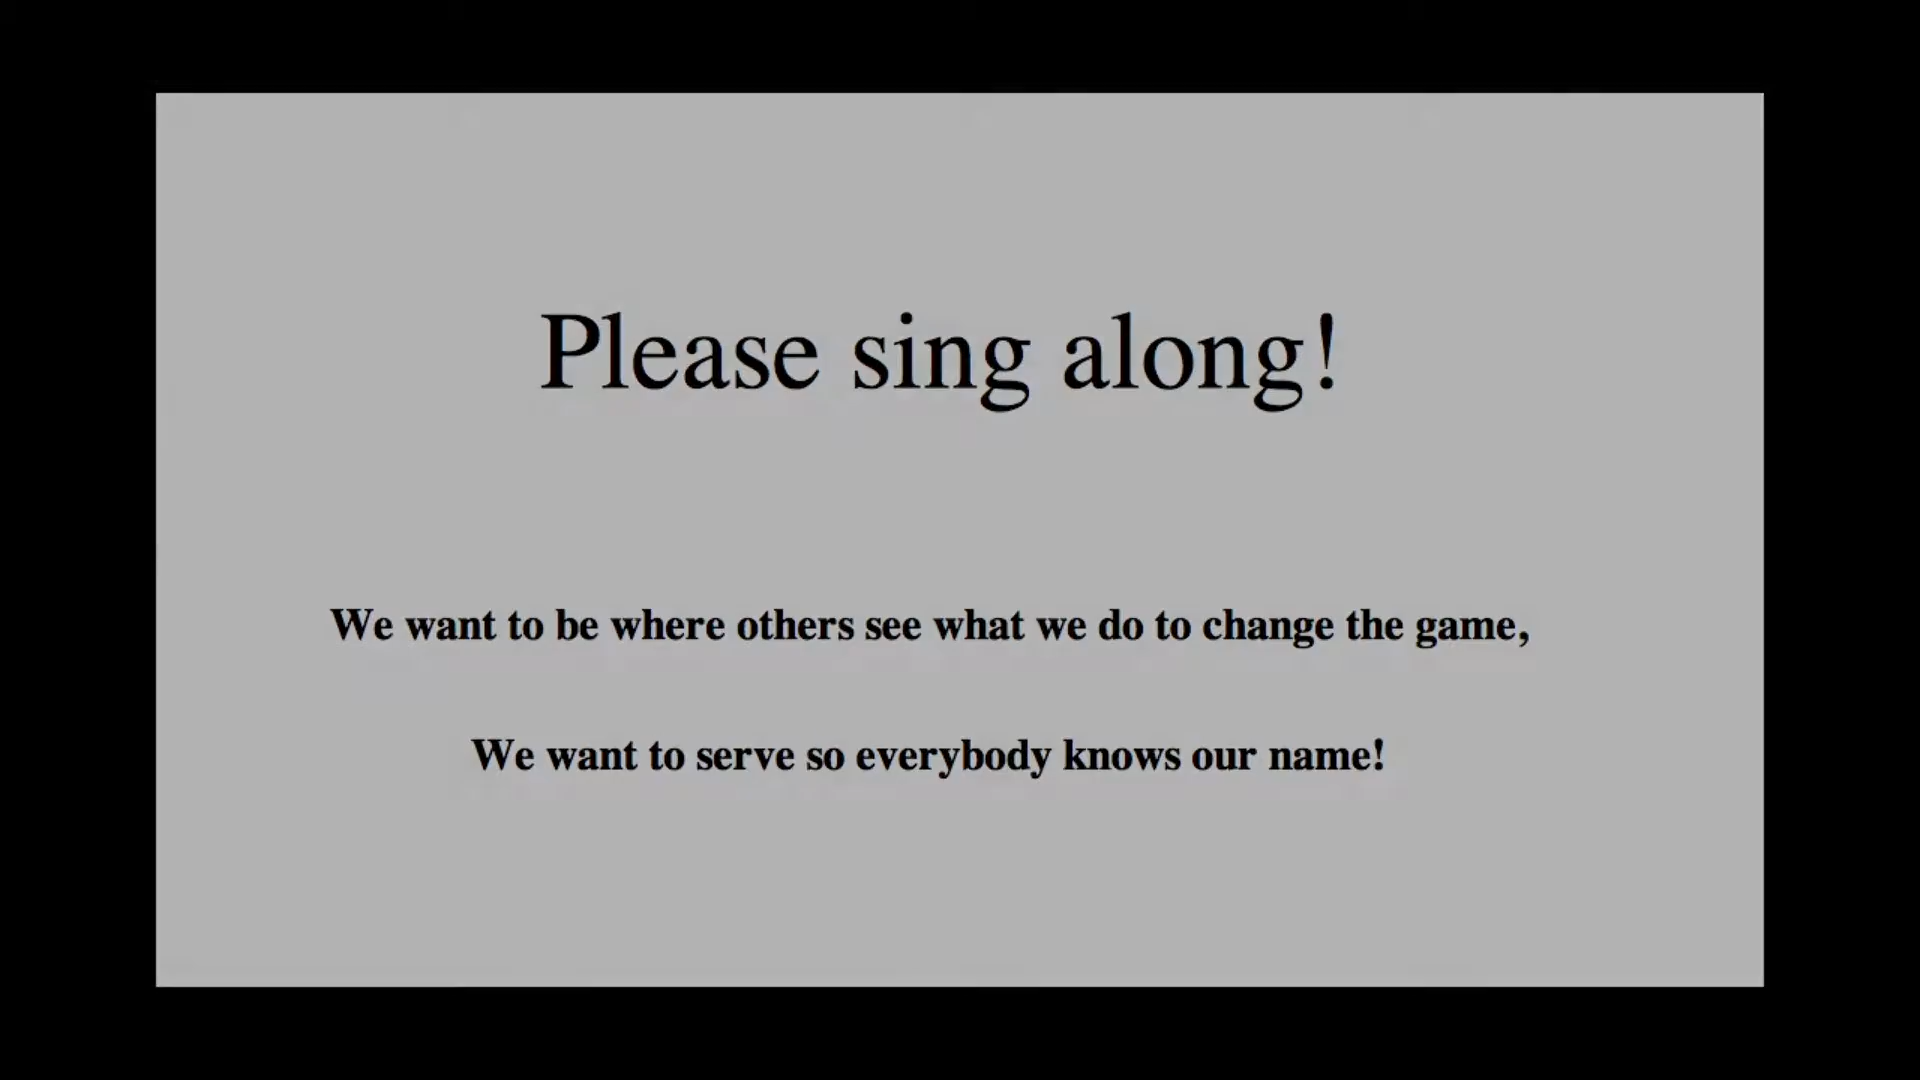 Please sing along!
We want to be where others see what we do to change the game,
We want to serve so everybody knows our name!